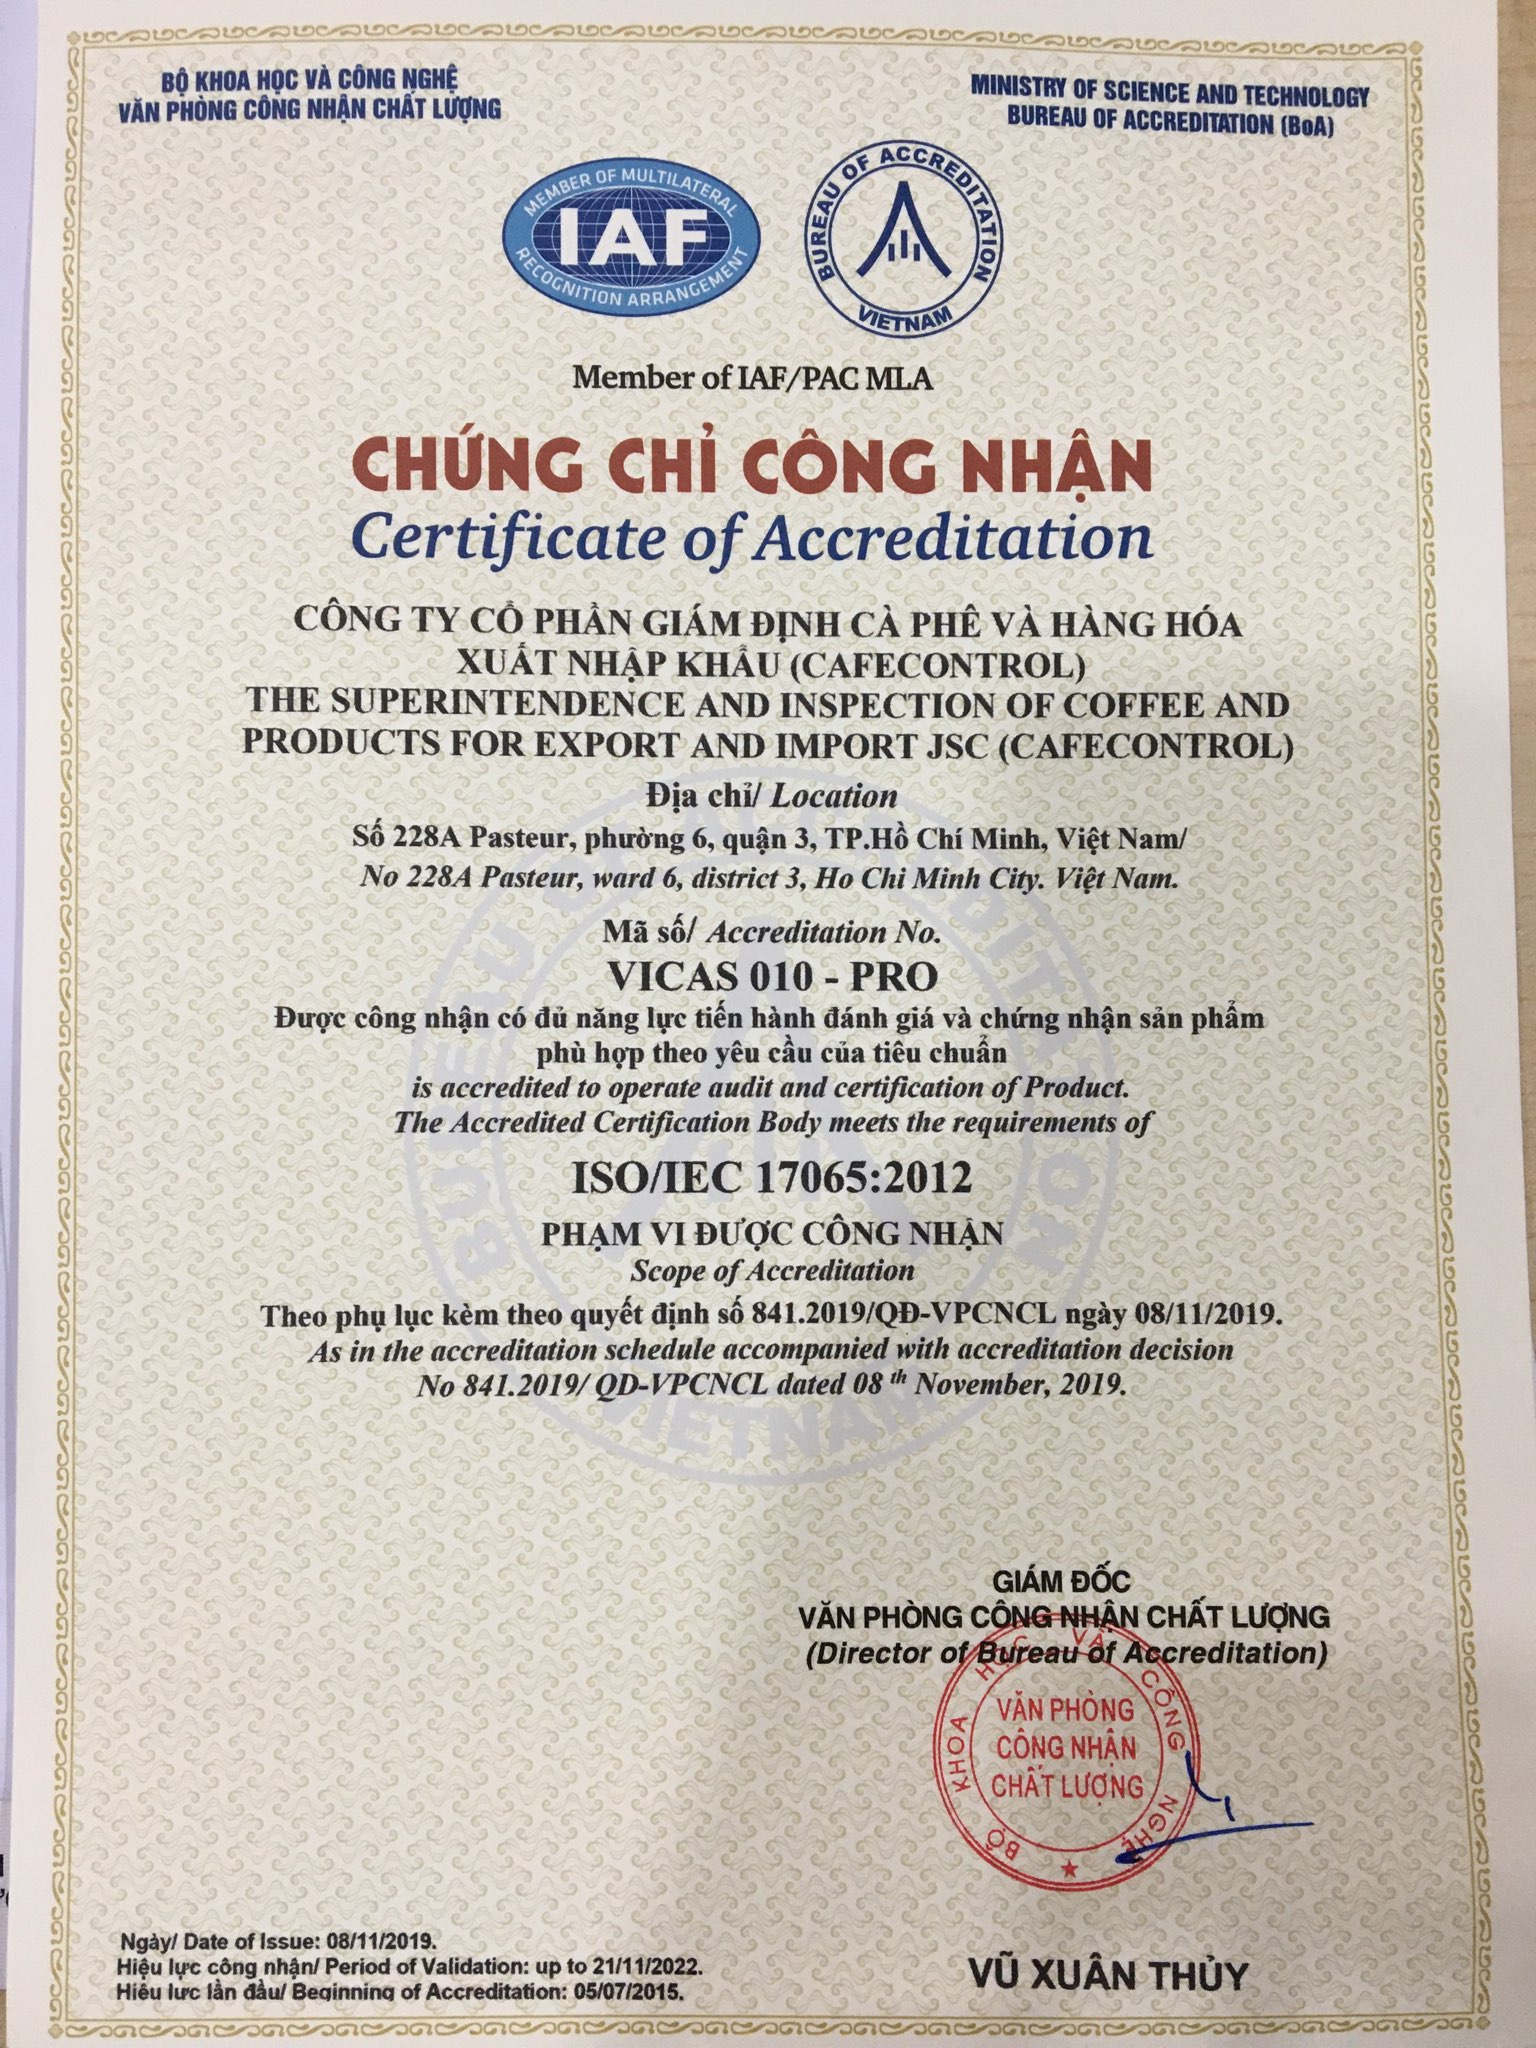 BỘ KHOA HỌC VÀ CÔNG NGHỆ
VĂN PHÒNG CÔNG NHẬN CHẤT LƯỢNG
MINISTRY OF SCIENCE AND TECHNOLOGY
BUREAU OF ACCREDITATION (BoA)
MEMBER OF MULTILATERAL
IAF
RECOGNITION ARRANGEMENT
BUREAU OF ACCREDITATION
VIETNAM
Member of IAF/PAC MLA
CHỨNG CHỈ CÔNG NHẬN
Certificate of Accreditation
CÔNG TY CỔ PHẦN GIÁM ĐỊNH CÀ PHÊ VÀ HÀNG HÓA
XUẤT NHẬP KHẨU (CAFECONTROL)
THE SUPERINTENDENCE AND INSPECTION OF COFFEE AND
PRODUCTS FOR EXPORT AND IMPORT JSC (CAFECONTROL)
Địa chỉ/ Location
Số 228A Pasteur, phường 6, quận 3, TP.Hồ Chí Minh, Việt Nam/
No 228A Pasteur, ward 6, district 3, Ho Chi Minh City. Việt Nam.
Mã số/ Accreditation No.
VICAS 010 - PRO
Được công nhận có đủ năng lực tiến hành đánh giá và chứng nhận sản phẩm
phù hợp theo yêu cầu của tiêu chuẩn
is accredited to operate audit and certification of Product.
The Accredited Certification Body meets the requirements of
ISO/IEC 17065:2012
PHẠM VI ĐƯỢC CÔNG NHẬN
Scope of Accreditation
Theo phụ lục kèm theo quyết định số 841.2019/QĐ-VPCNCL ngày 08/11/2019.
As in the accreditation schedule accompanied with accreditation decision
No 841.2019/ QD-VPCNCL dated 08 th November, 2019.
BUREAU OF ACCREDITATION
VIETNAM
GIÁM ĐỐC
VĂN PHÒNG CÔNG NHẬN CHẤT LƯỢNG
(Director of Bureau of Accreditation)
BỘ KHOA HỌC VÀ CÔNG NGHỆ
VĂN PHÒNG
CÔNG NHẬN
CHẤT LƯỢNG
Ngày/ Date of Issue: 08/11/2019.
Hiệu lực công nhận/ Period of Validation: up to 21/11/2022.
Hiệu lực lần đầu/ Beginning of Accreditation: 05/07/2015.
VŨ XUÂN THỦY